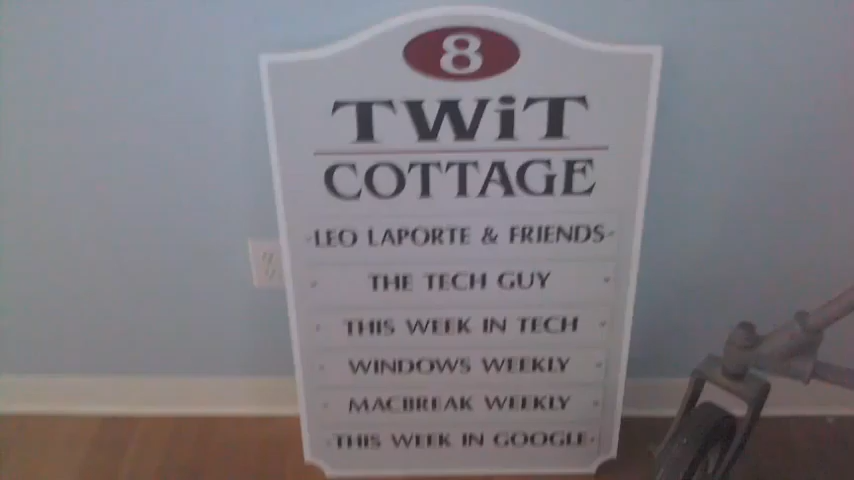 8
TWiT
COTTAGE
LEO LAPORTE & FRIENDS
THE TECH GUY
THIS WEEK IN TECH
WINDOWS WEEKLY
MACBREAK WEEKLY
THIS WEEK IN GOOGLE